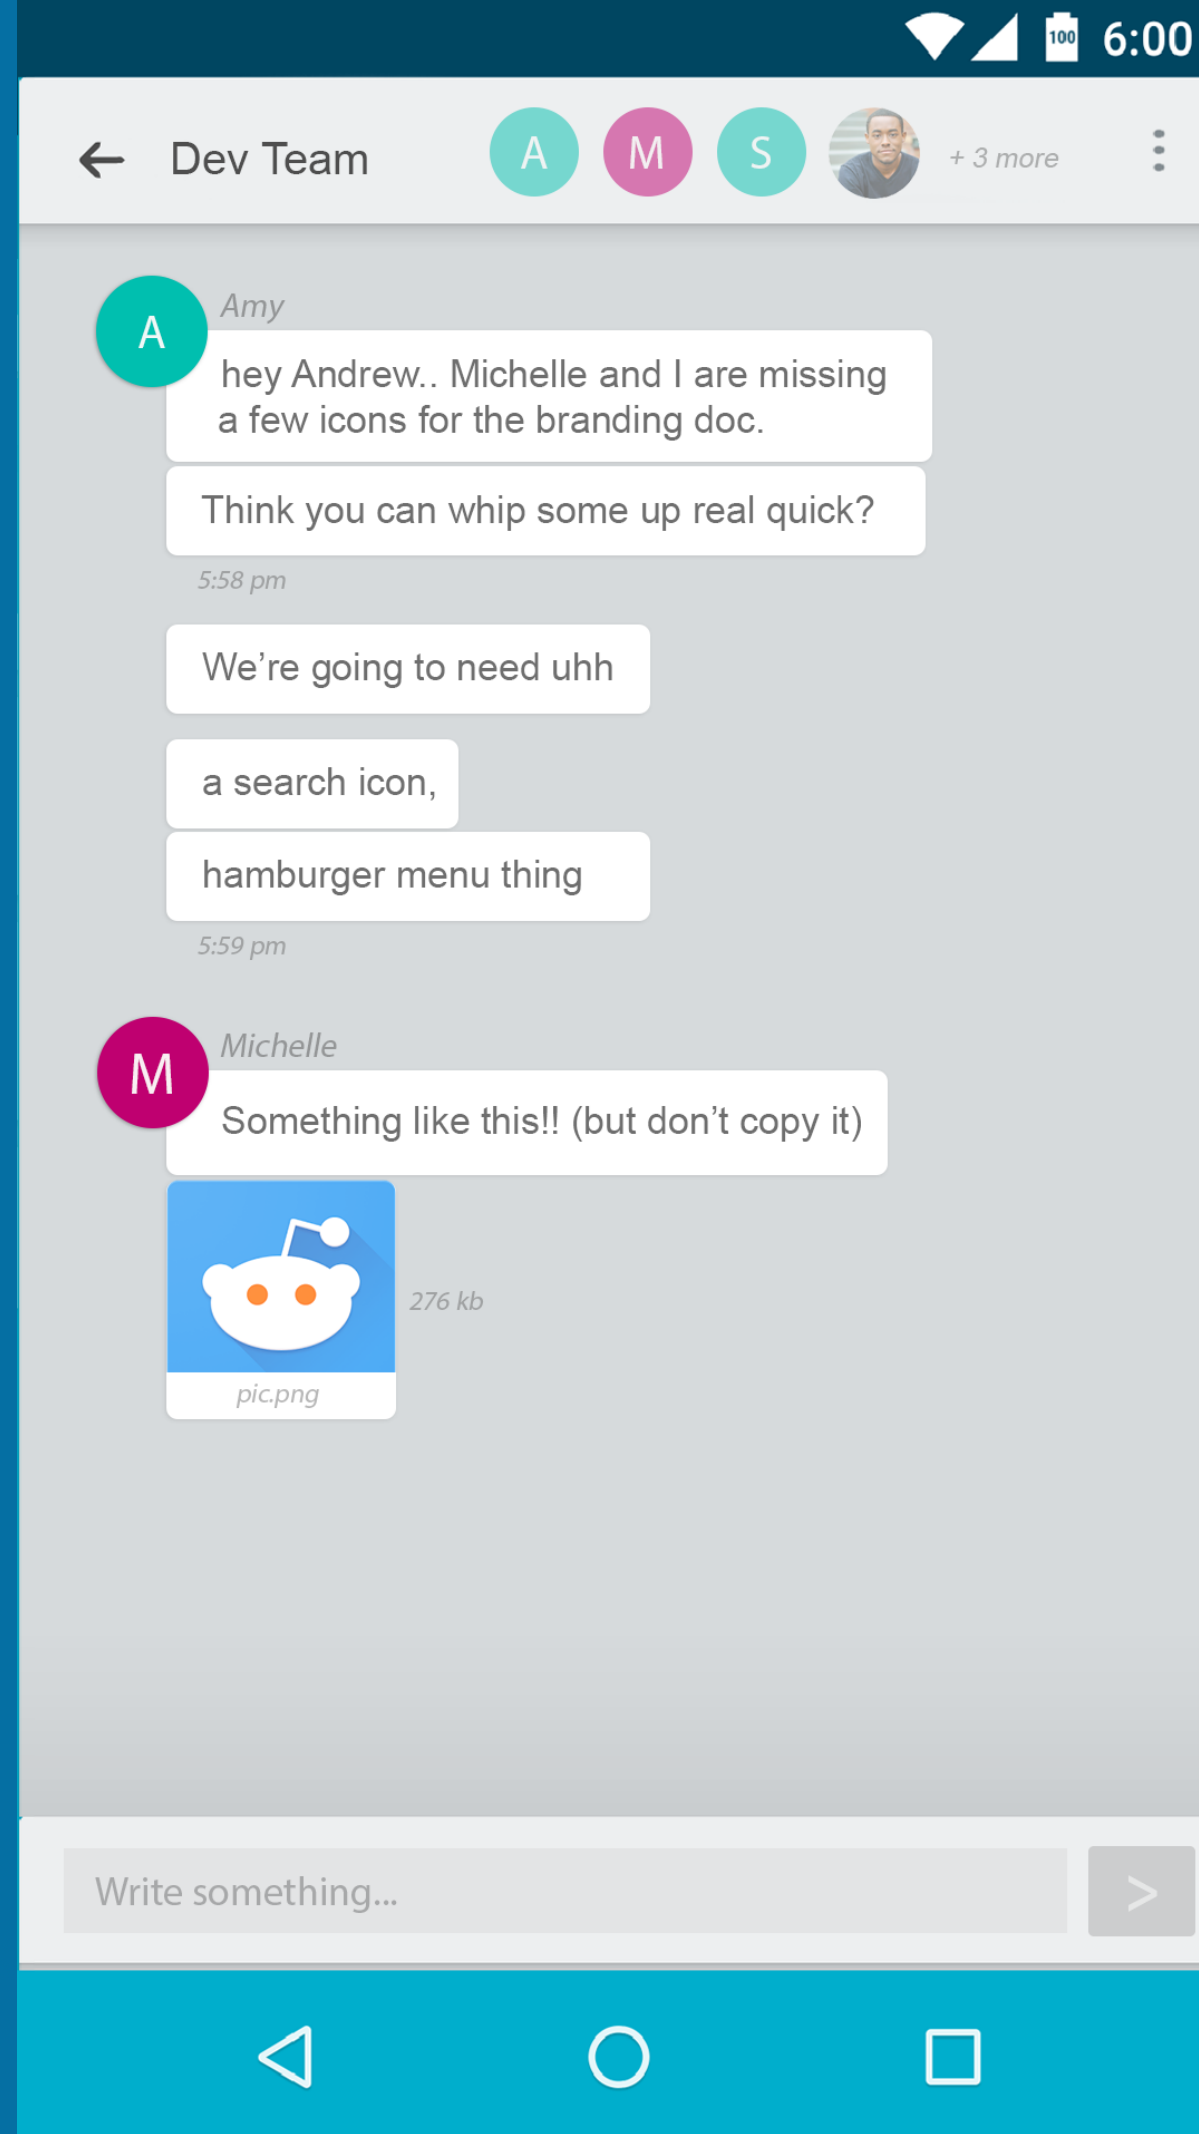 100 6:00
Dev Team A M S + 3 more
Amy
A
hey Andrew.. Michelle and I are missing
a few icons for the branding doc.
Think you can whip some up real quick?
5:58 pm
We’re going to need uhh
a search icon,
hamburger menu thing
5:59 pm
Michelle
M
Something like this!! (but don’t copy it)
276 kb
pic.png
Write something...
>